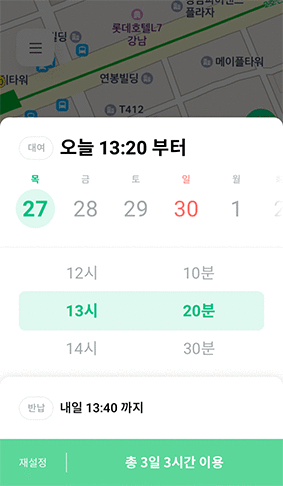 플라자
롯데호텔L7
강남
빌딩
메이플타워
이타워
연봉빌딩
T412
대여 오늘 13:20 부터
목 금 토 일 월
27 28 29 30 1 2
12시 10분
13시 20분
14시 30분
반납 내일 13:40 까지
재설정 총 3일 3시간 이용